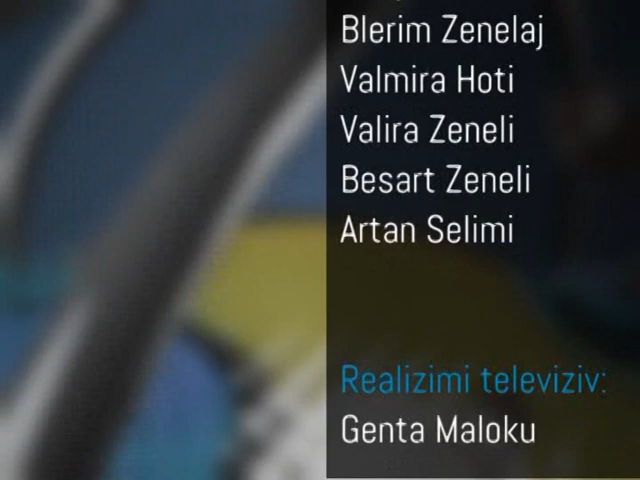 Blerim Zenelaj
Valmira Hoti
Valira Zeneli
Besart Zeneli
Artan Selimi
Realizimi televiziv:
Genta Maloku